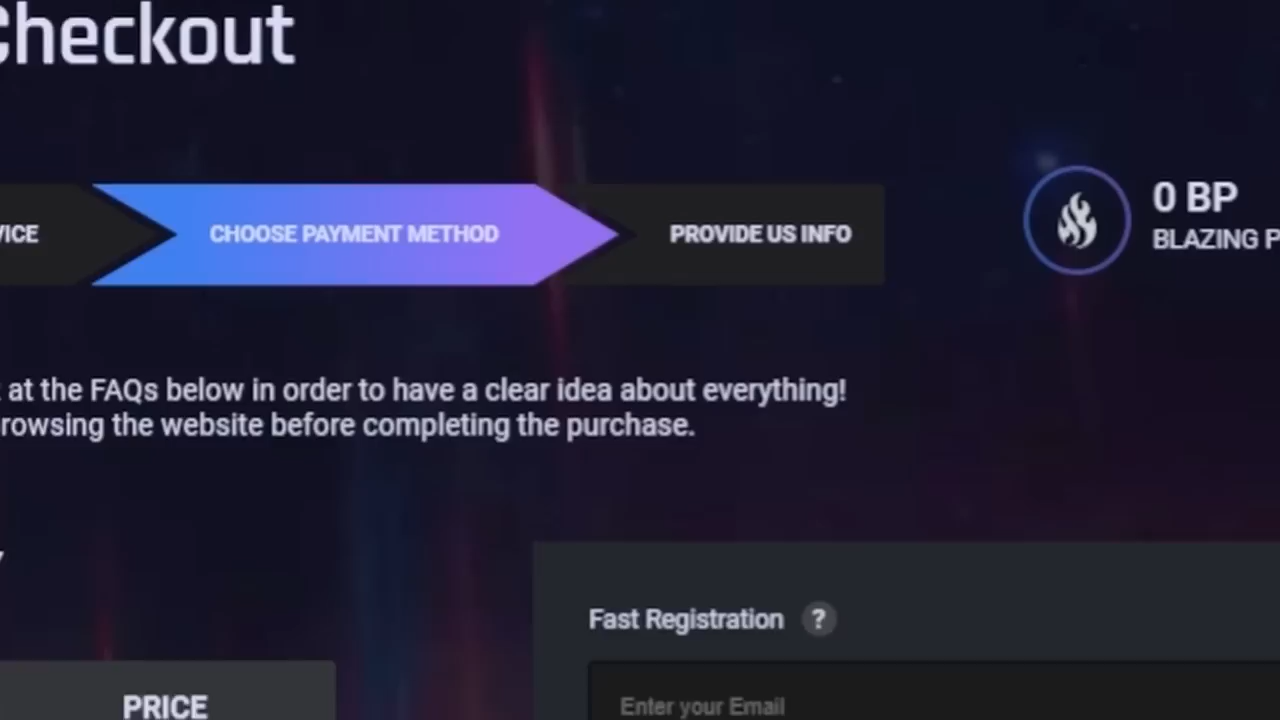 Checkout
VICE
CHOOSE PAYMENT METHOD
PROVIDE US INFO
0 BP
BLAZING P
at the FAQs below in order to have a clear idea about everything!
rowsing the website before completing the purchase.
Fast Registration ?
PRICE
Enter your Email